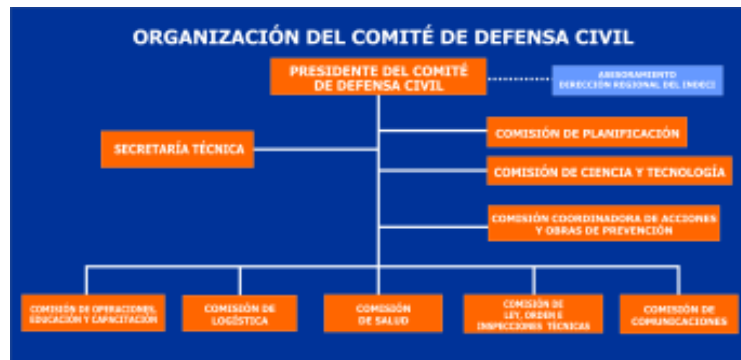 ORGANIZACIÓN DEL COMITÉ DE DEFENSA CIVIL
PRESIDENTE DEL COMITÉ
DE DEFENSA CIVIL
ASESORAMIENTO
DIRECCIÓN REGIONAL DEL INDECI
SECRETARÍA TÉCNICA
COMISIÓN DE PLANIFICACIÓN
COMISIÓN DE CIENCIA Y TECNOLOGÍA
COMISIÓN COORDINADORA DE ACCIONES
Y OBRAS DE PREVENCIÓN
COMISIÓN DE OPERACIONES,
EDUCACIÓN Y CAPACITACIÓN
COMISIÓN DE
LOGÍSTICA
COMISIÓN
DE SALUD
COMISIÓN DE
LEY, ORDEN E
INSPECCIONES TÉCNICAS
COMISIÓN DE
COMUNICACIONES